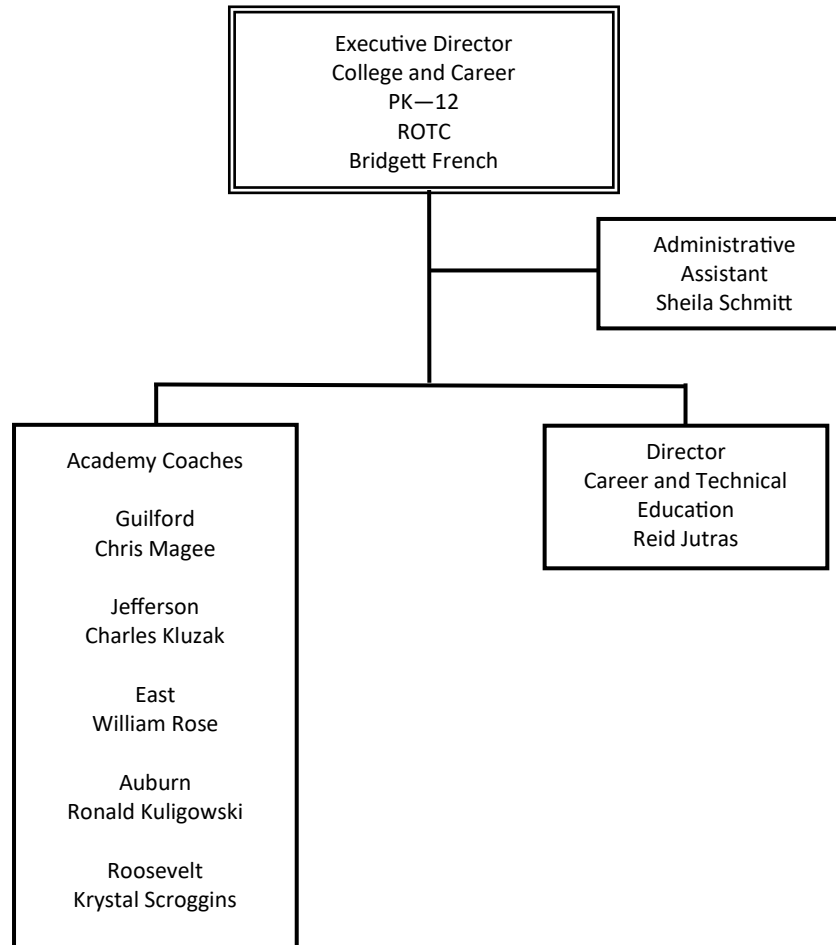 Executive Director
College and Career
PK—12
ROTC
Bridgett French
Administrative
Assistant
Sheila Schmitt
Academy Coaches
Guilford
Chris Magee
Jefferson
Charles Kluzak
East
William Rose
Auburn
Ronald Kuligowski
Roosevelt
Krystal Scroggins
Director
Career and Technical
Education
Reid Jutras